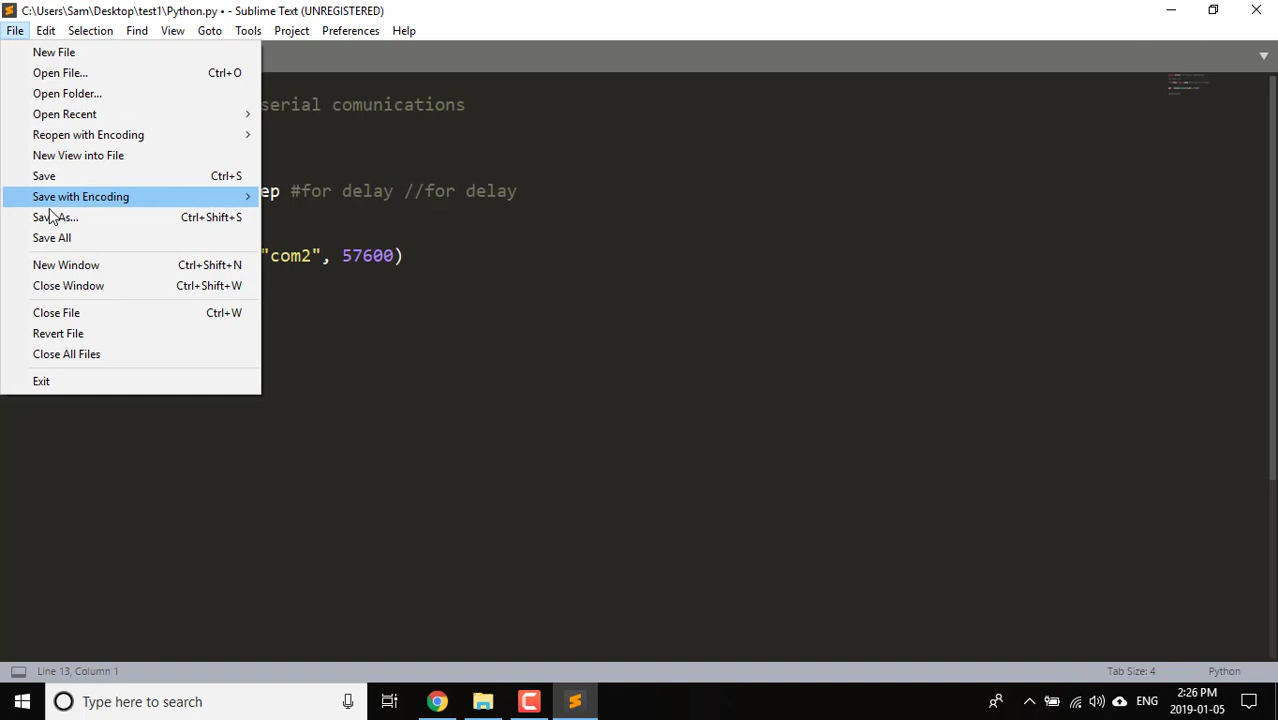 C:\Users\Sam\Desktop\test1\Python.py • - Sublime Text (UNREGISTERED)
File Edit Selection Find View Goto Tools Project Preferences Help
New File
Open File... Ctrl+O
Open Folder...
Open Recent
Reopen with Encoding
New View into File
Save Ctrl+S
Save with Encoding
Save As... Ctrl+Shift+S
Save All
New Window Ctrl+Shift+N
Close Window Ctrl+Shift+W
Close File Ctrl+W
Revert File
Close All Files
Exit
serial comunications
ep #for delay //for delay
"com2", 57600)
Line 13, Column 1 Tab Size: 4 Python
Type here to search
ENG
2:26 PM
2019-01-05